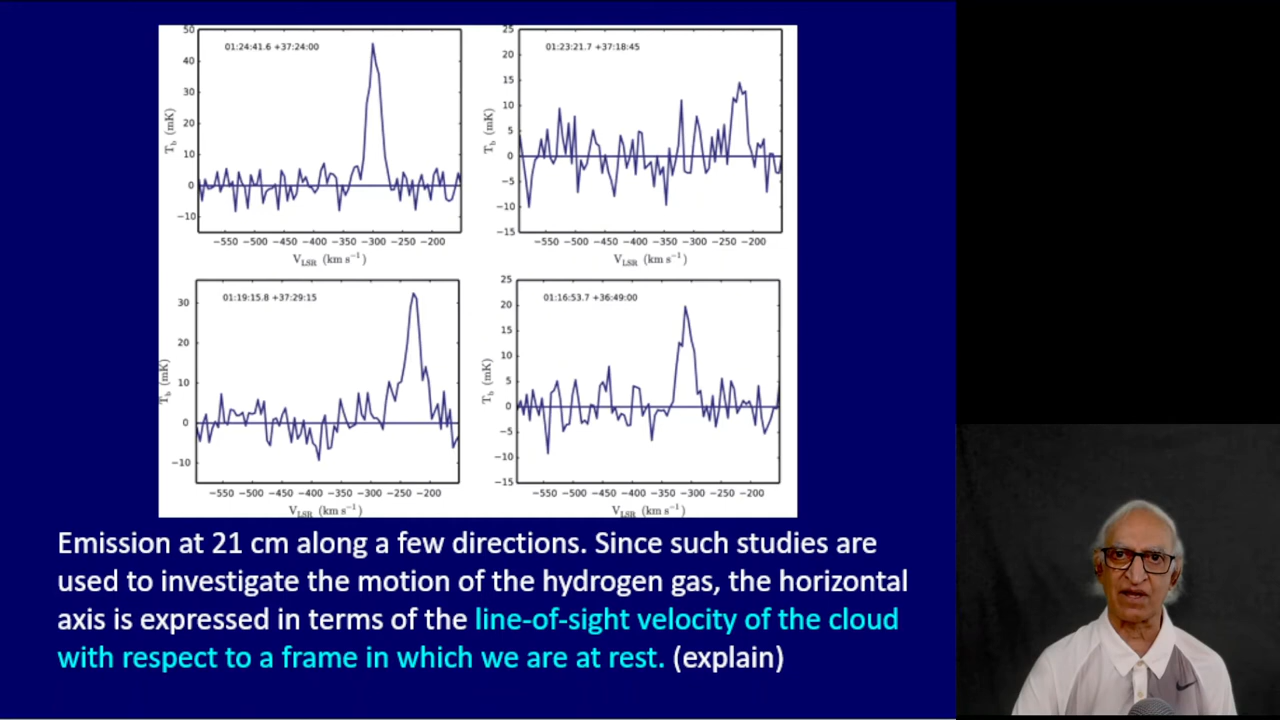 50
40
30
20
10
0
−10
T_b (mK)
01:24:41.6 +37:24:00
−550 −500 −450 −400 −350 −300 −250 −200
V_LSR (km s⁻¹)
25
20
15
10
5
0
−5
−10
−15
T_b (mK)
01:23:21.7 +37:18:45
−550 −500 −450 −400 −350 −300 −250 −200
V_LSR (km s⁻¹)
30
20
10
0
−10
T_b (mK)
01:19:15.8 +37:29:15
−550 −500 −450 −400 −350 −300 −250 −200
V_LSR (km s⁻¹)
25
20
15
10
5
0
−5
−10
−15
T_b (mK)
01:16:53.7 +36:49:00
−550 −500 −450 −400 −350 −300 −250 −200
V_LSR (km s⁻¹)
Emission at 21 cm along a few directions. Since such studies are
used to investigate the motion of the hydrogen gas, the horizontal
axis is expressed in terms of the line-of-sight velocity of the cloud
with respect to a frame in which we are at rest. (explain)